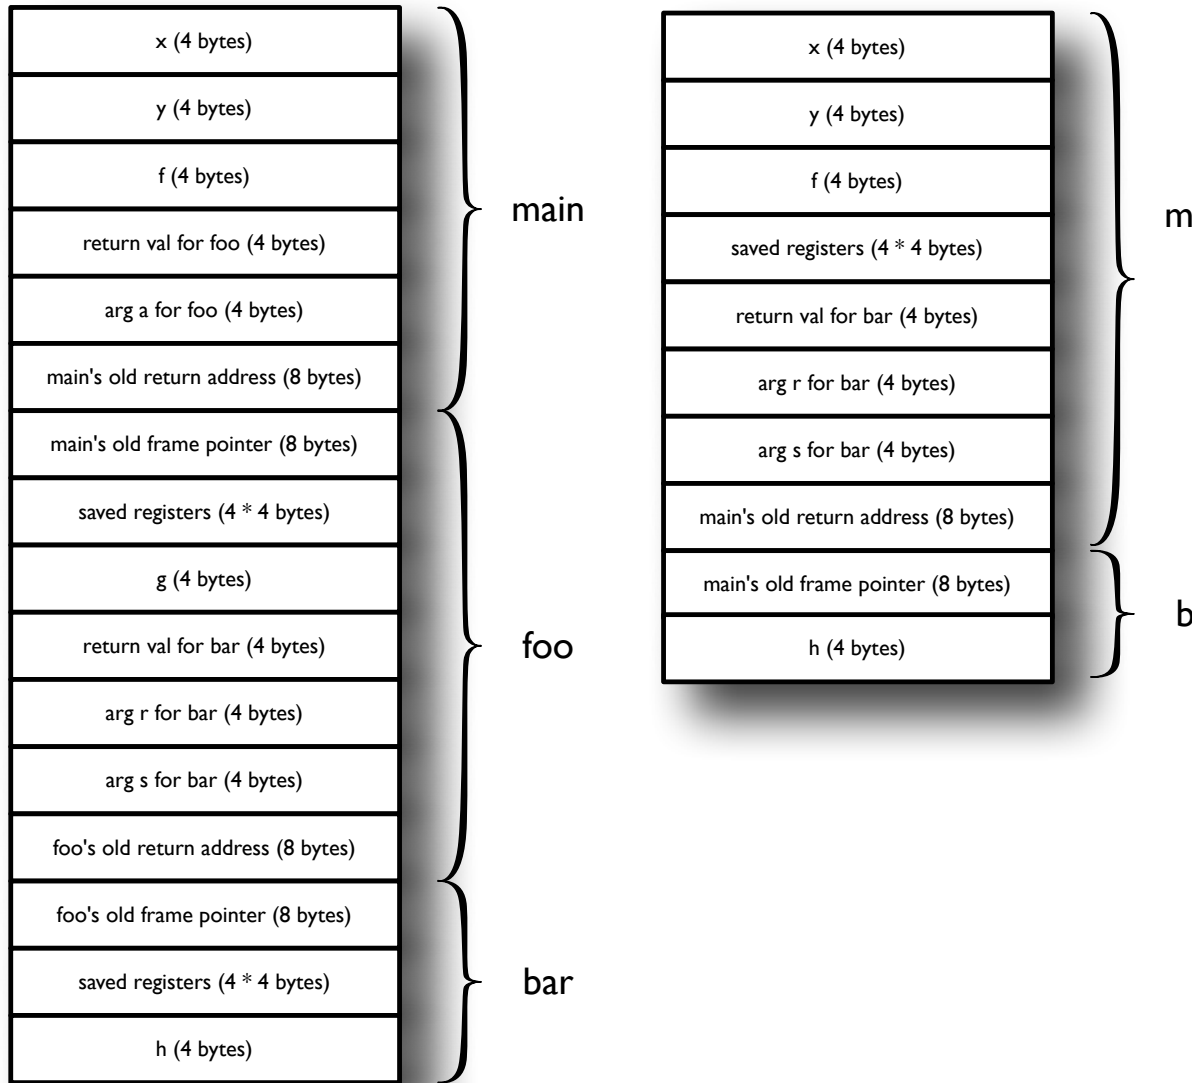 x (4 bytes)
y (4 bytes)
f (4 bytes)
return val for foo (4 bytes)
arg a for foo (4 bytes)
main's old return address (8 bytes)
main
main's old frame pointer (8 bytes)
saved registers (4 * 4 bytes)
g (4 bytes)
return val for bar (4 bytes)
arg r for bar (4 bytes)
arg s for bar (4 bytes)
foo's old return address (8 bytes)
foo
foo's old frame pointer (8 bytes)
saved registers (4 * 4 bytes)
h (4 bytes)
bar
x (4 bytes)
y (4 bytes)
f (4 bytes)
saved registers (4 * 4 bytes)
return val for bar (4 bytes)
arg r for bar (4 bytes)
arg s for bar (4 bytes)
main's old return address (8 bytes)
m
main's old frame pointer (8 bytes)
h (4 bytes)
b